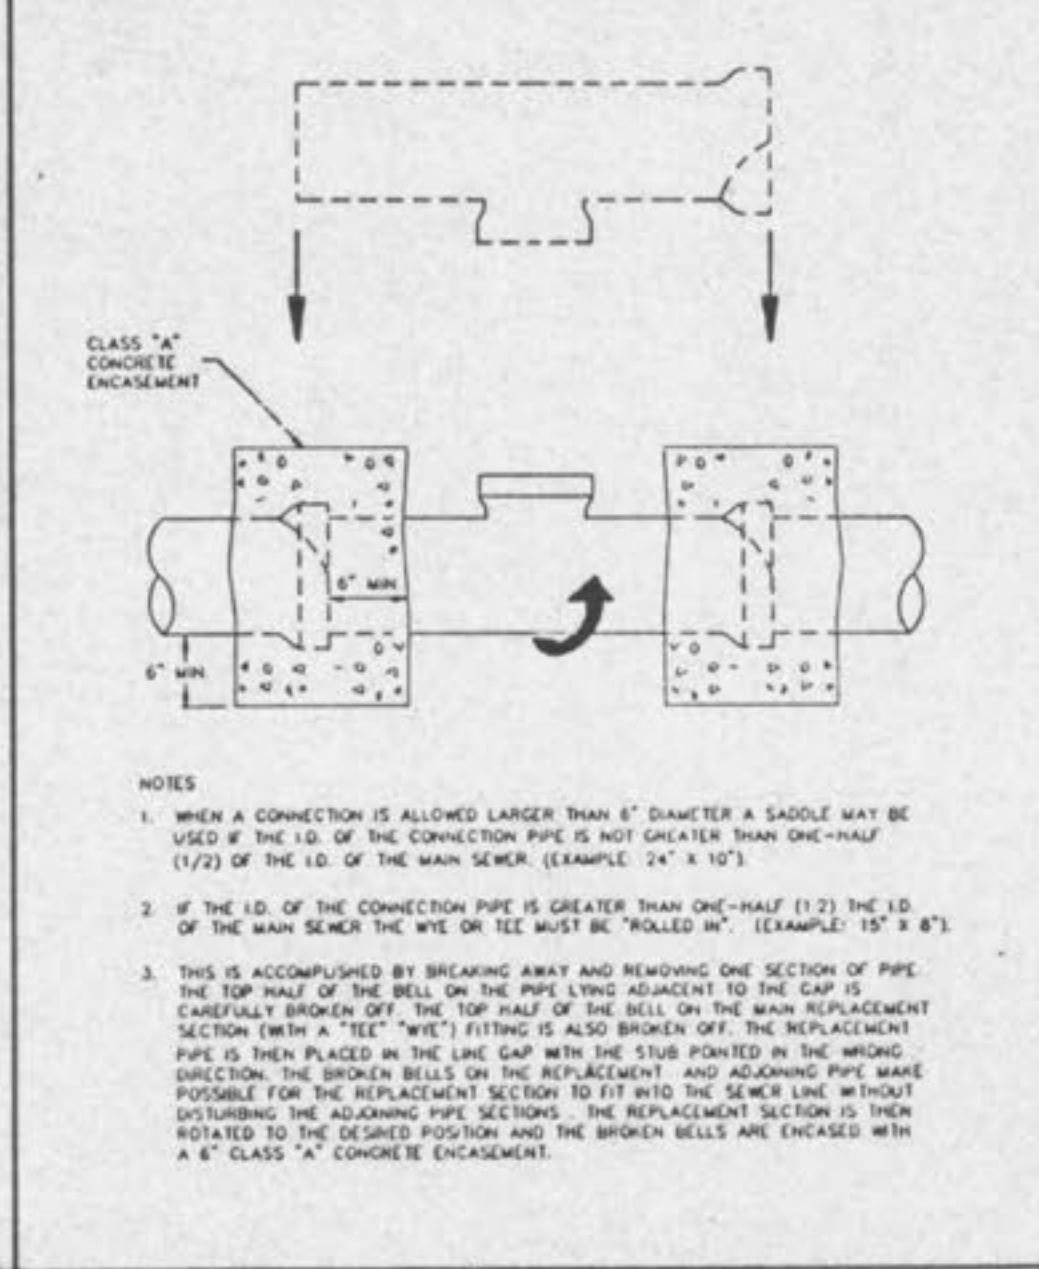 CLASS "A"
CONCRETE
ENCASEMENT
6" MIN.
6" MIN.
NOTES
1. WHEN A CONNECTION IS ALLOWED LARGER THAN 6" DIAMETER A SADDLE MAY BE
USED IF THE I.D. OF THE CONNECTION PIPE IS NOT GREATER THAN ONE-HALF
(1/2) OF THE I.D. OF THE MAIN SEWER. (EXAMPLE: 24" X 10").
2. IF THE I.D. OF THE CONNECTION PIPE IS GREATER THAN ONE-HALF (1 2) THE I.D.
OF THE MAIN SEWER THE WYE OR TEE MUST BE "ROLLED IN". (EXAMPLE: 15" X 8").
3. THIS IS ACCOMPLISHED BY BREAKING AWAY AND REMOVING ONE SECTION OF PIPE.
THE TOP HALF OF THE BELL ON THE PIPE LYING ADJACENT TO THE GAP IS
CAREFULLY BROKEN OFF. THE TOP HALF OF THE BELL ON THE MAIN REPLACEMENT
SECTION (WITH A "TEE" "WYE") FITTING IS ALSO BROKEN OFF. THE REPLACEMENT
PIPE IS THEN PLACED IN THE LINE GAP WITH THE STUB POINTED IN THE WRONG
DIRECTION. THE BROKEN BELLS ON THE REPLACEMENT AND ADJOINING PIPE MAKE
POSSIBLE FOR THE REPLACEMENT SECTION TO FIT INTO THE SEWER LINE WITHOUT
DISTURBING THE ADJOINING PIPE SECTIONS. THE REPLACEMENT SECTION IS THEN
ROTATED TO THE DESIRED POSITION AND THE BROKEN BELLS ARE ENCASED WITH
A 6" CLASS "A" CONCRETE ENCASEMENT.